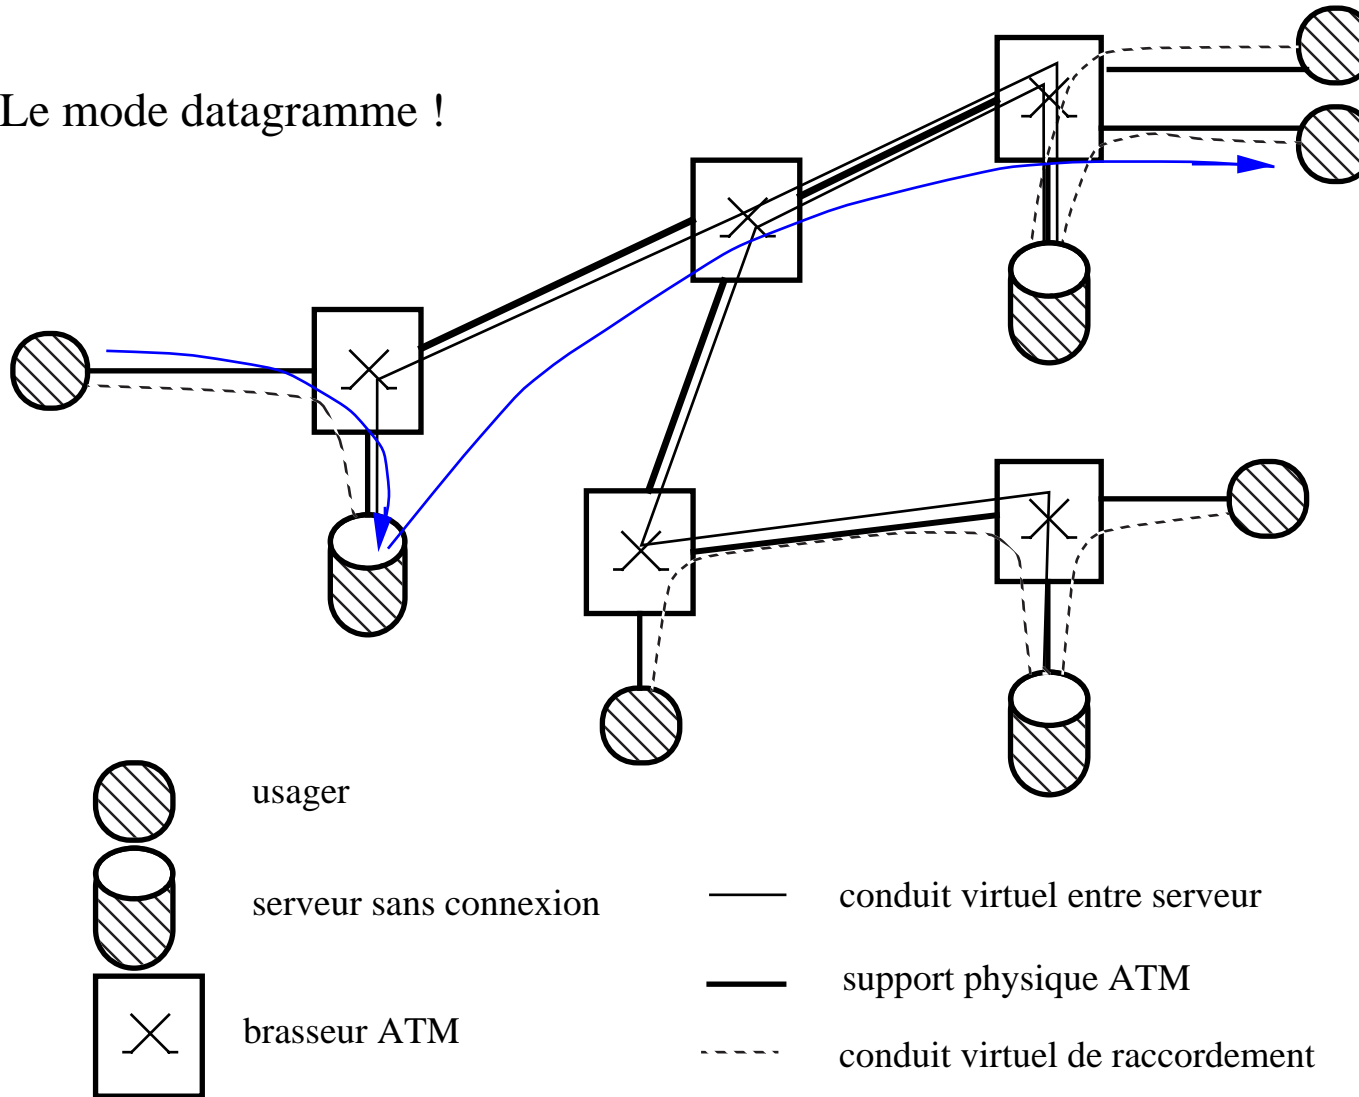 Le mode datagramme !
usager
serveur sans connexion
brasseur ATM
conduit virtuel entre serveur
support physique ATM
conduit virtuel de raccordement